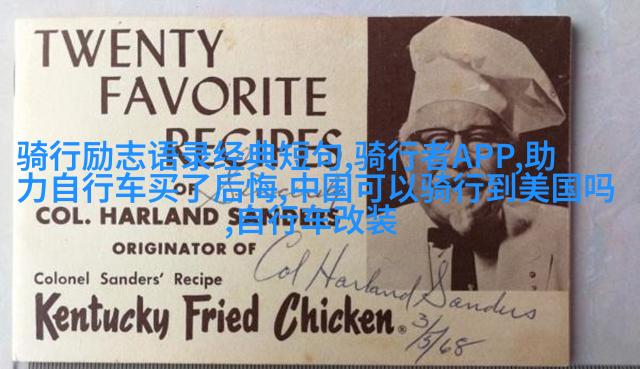 TWENTY
FAVORITE
RECIPES
骑行励志语录经典短句,骑行者APP,助
力自行车买了后悔,中国可以骑行到美国吗
,自行车改装
OF
COL. HARLAND SANDERS
ORIGINATOR OF
Colonel Sanders' Recipe
Kentucky Fried Chicken®
Col Harland Sanders
3/5/68